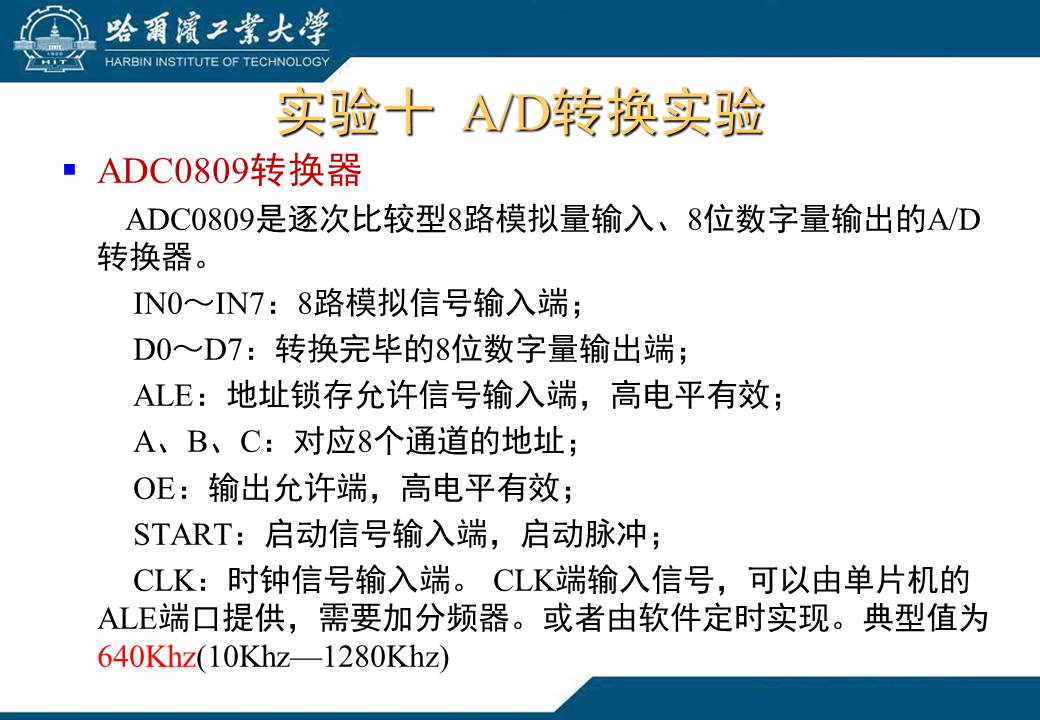 哈爾濱工業大學
HARBIN INSTITUTE OF TECHNOLOGY
1920
HIT
实验十 A/D转换实验
ADC0809转换器
ADC0809是逐次比较型8路模拟量输入、8位数字量输出的A/D
转换器。
IN0～IN7：8路模拟信号输入端；
D0～D7：转换完毕的8位数字量输出端；
ALE：地址锁存允许信号输入端，高电平有效；
A、B、C：对应8个通道的地址；
OE：输出允许端，高电平有效；
START：启动信号输入端，启动脉冲；
CLK：时钟信号输入端。 CLK端输入信号，可以由单片机的
ALE端口提供，需要加分频器。或者由软件定时实现。典型值为
640Khz(10Khz—1280Khz)